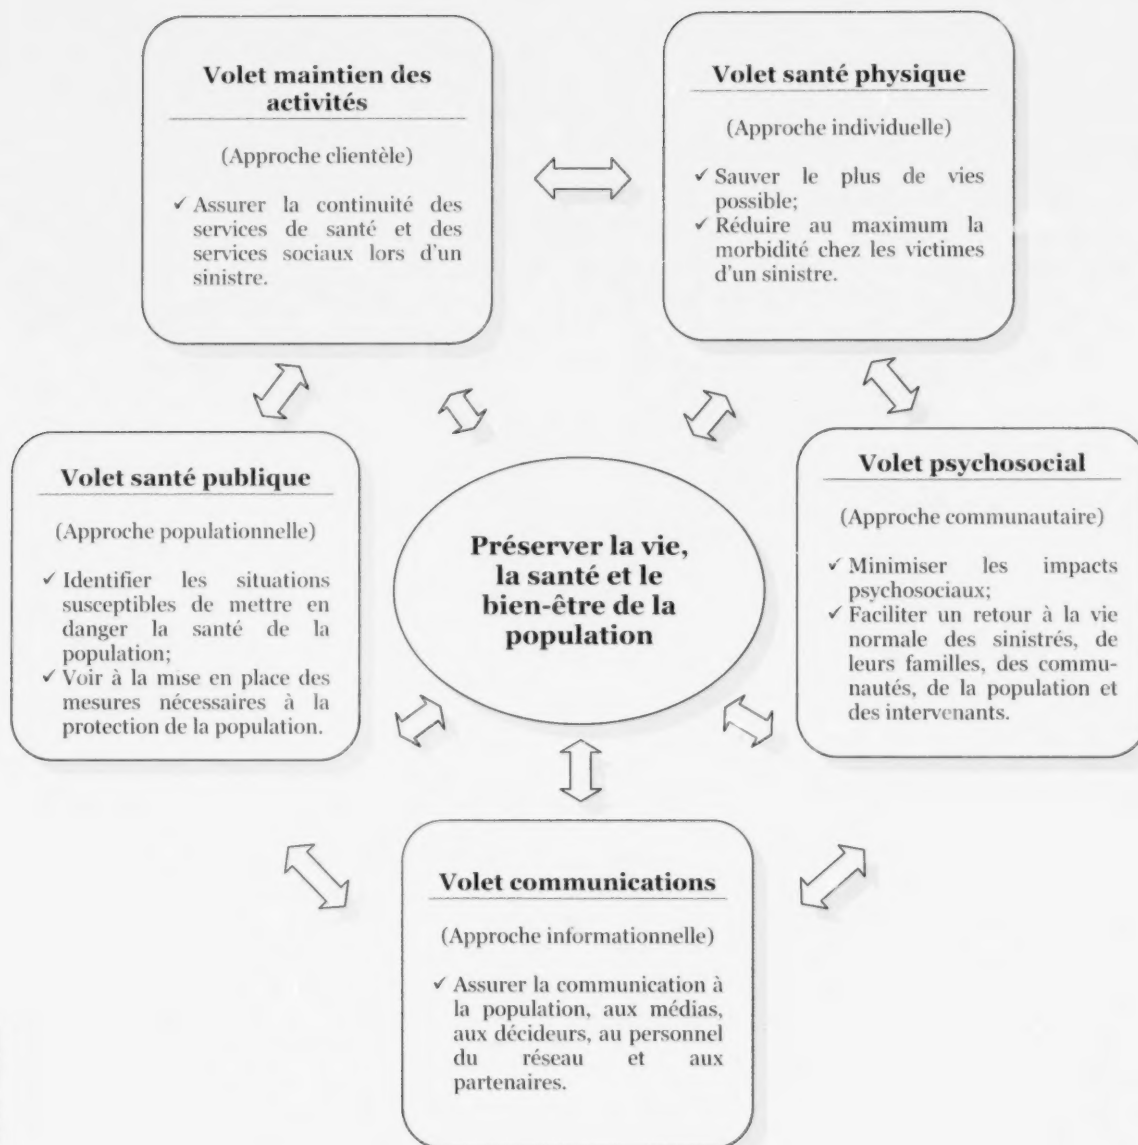 Volet maintien des
activités
(Approche clientèle)
✓ Assurer la continuité des
services de santé et des
services sociaux lors d'un
sinistre.
Volet santé physique
(Approche individuelle)
✓ Sauver le plus de vies
possible;
✓ Réduire au maximum la
morbidité chez les victimes
d'un sinistre.
Volet santé publique
(Approche populationnelle)
✓ Identifier les situations
susceptibles de mettre en
danger la santé de la
population;
✓ Voir à la mise en place des
mesures nécessaires à la
protection de la population.
Préserver la vie,
la santé et le
bien-être de la
population
Volet psychosocial
(Approche communautaire)
✓ Minimiser les impacts
psychosociaux;
✓ Faciliter un retour à la vie
normale des sinistrés, de
leurs familles, des commu-
nautés, de la population et
des intervenants.
Volet communications
(Approche informationnelle)
✓ Assurer la communication à
la population, aux médias,
aux décideurs, au personnel
du réseau et aux
partenaires.